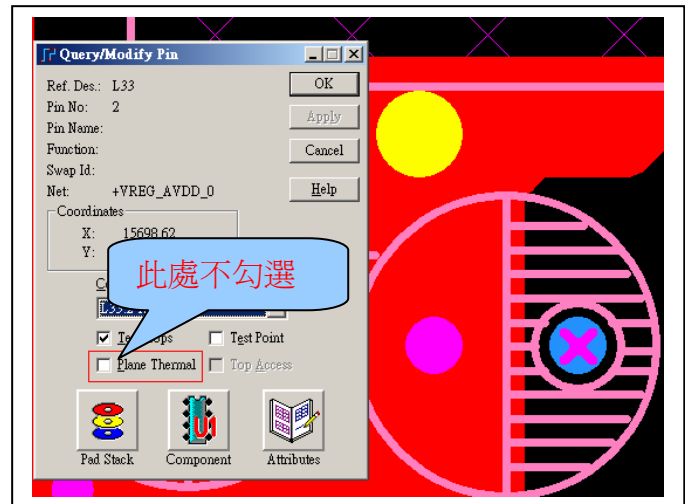 Query/Modify Pin
Ref. Des.: L33
OK
Pin No: 2
Apply
Pin Name:
Function:
Cancel
Swap Id:
Net: +VREG_AVDD_0
Help
Coordinates
X: 15698.62
Y:
此處不勾選
Test Point
Plane Thermal
Top Access
Pad Stack
Component
Attributes